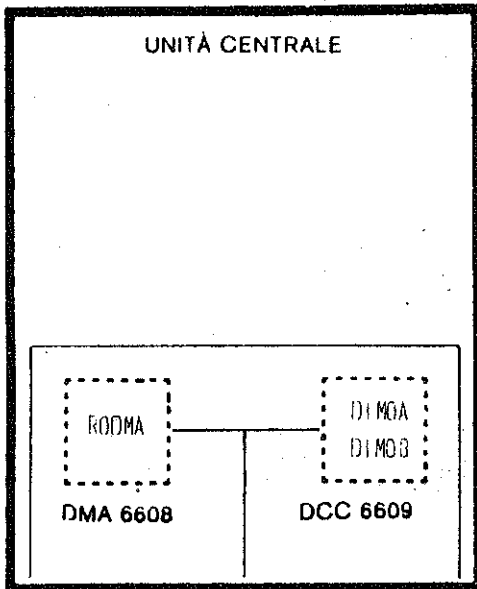 UNITÀ CENTRALE
RODMA
DIMOA
DIMOB
DMA 6608
DCC 6609